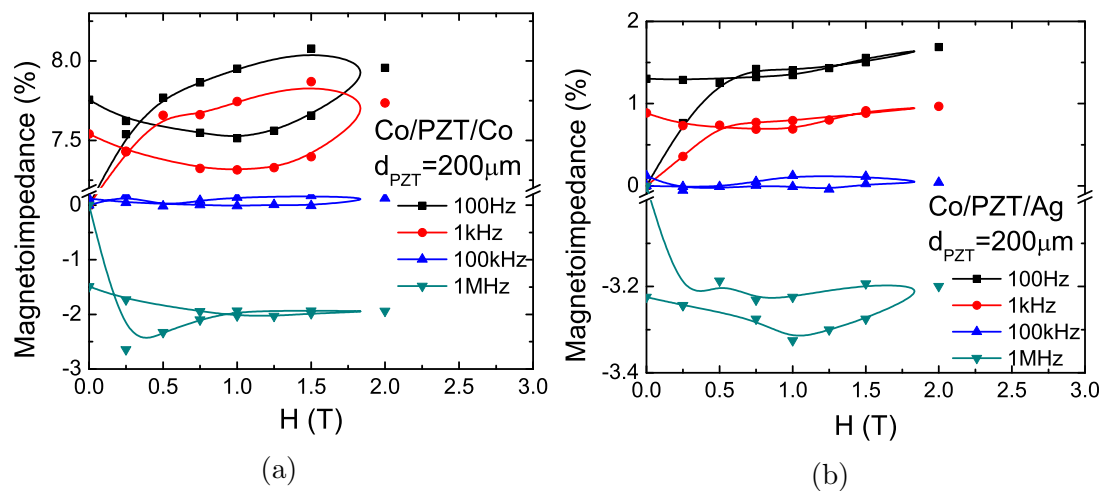 8.0
7.5
0
-1
-2
-3
Magnetoimpedance (%)
0.0 0.5 1.0 1.5 2.0 2.5 3.0
H (T)
Co/PZT/Co
dPZT=200μm
100Hz
1kHz
100kHz
1MHz
(a)
2
1
0
-3.2
-3.4
Magnetoimpedance (%)
0.0 0.5 1.0 1.5 2.0 2.5 3.0
H (T)
Co/PZT/Ag
dPZT=200μm
100Hz
1kHz
100kHz
1MHz
(b)